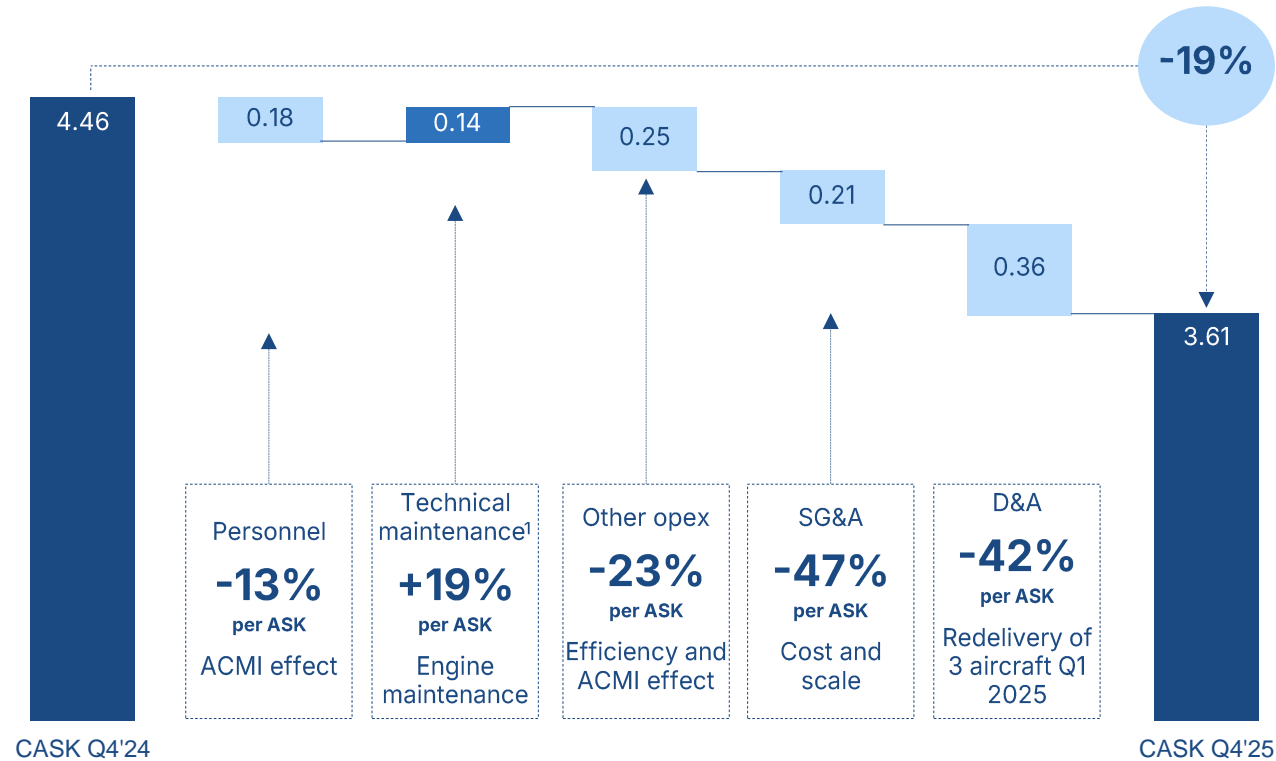 -19%
4.46
0.18
0.14
0.25
0.21
0.36
3.61
Personnel
-13%
per ASK
ACMI effect
Technical
maintenance¹
+19%
per ASK
Engine
maintenance
Other opex
-23%
per ASK
Efficiency and
ACMI effect
SG&A
-47%
per ASK
Cost and
scale
D&A
-42%
per ASK
Redelivery of
3 aircraft Q1
2025
CASK Q4'24
CASK Q4'25